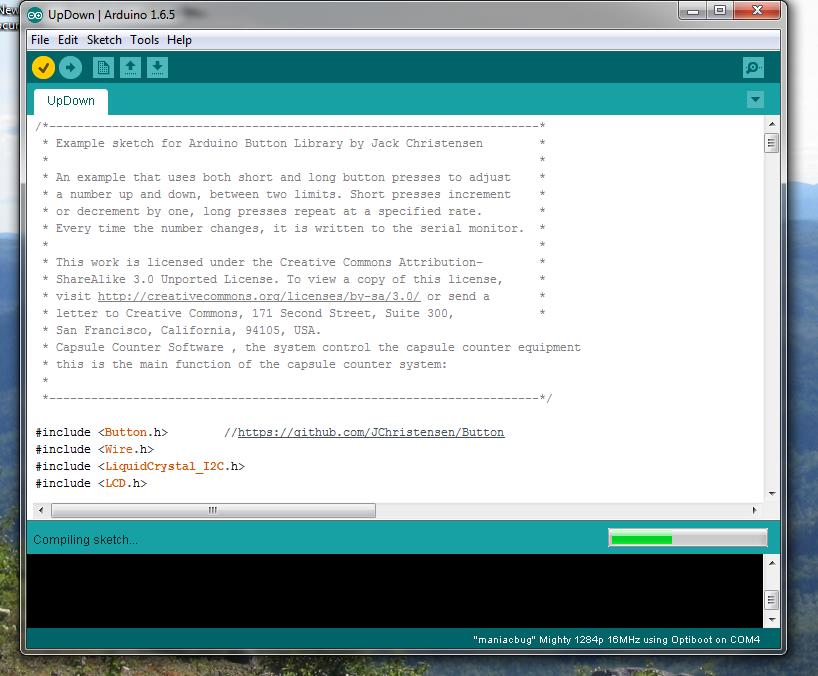 New
ocum
UpDown | Arduino 1.6.5
File Edit Sketch Tools Help
UpDown
/*----------------------------------------------------------------------*
* Example sketch for Arduino Button Library by Jack Christensen *
* *
* An example that uses both short and long button presses to adjust *
* a number up and down, between two limits. Short presses increment *
* or decrement by one, long presses repeat at a specified rate. *
* Every time the number changes, it is written to the serial monitor. *
* *
* This work is licensed under the Creative Commons Attribution- *
* ShareAlike 3.0 Unported License. To view a copy of this license, *
* visit http://creativecommons.org/licenses/by-sa/3.0/ or send a *
* letter to Creative Commons, 171 Second Street, Suite 300, *
* San Francisco, California, 94105, USA.
* Capsule Counter Software , the system control the capsule counter equipment
* this is the main function of the capsule counter system:
*
*----------------------------------------------------------------------*/
#include <Button.h> //https://github.com/JChristensen/Button
#include <Wire.h>
#include <LiquidCrystal_I2C.h>
#include <LCD.h>
Compiling sketch...
"maniacbug" Mighty 1284p 16MHz using Optiboot on COM4